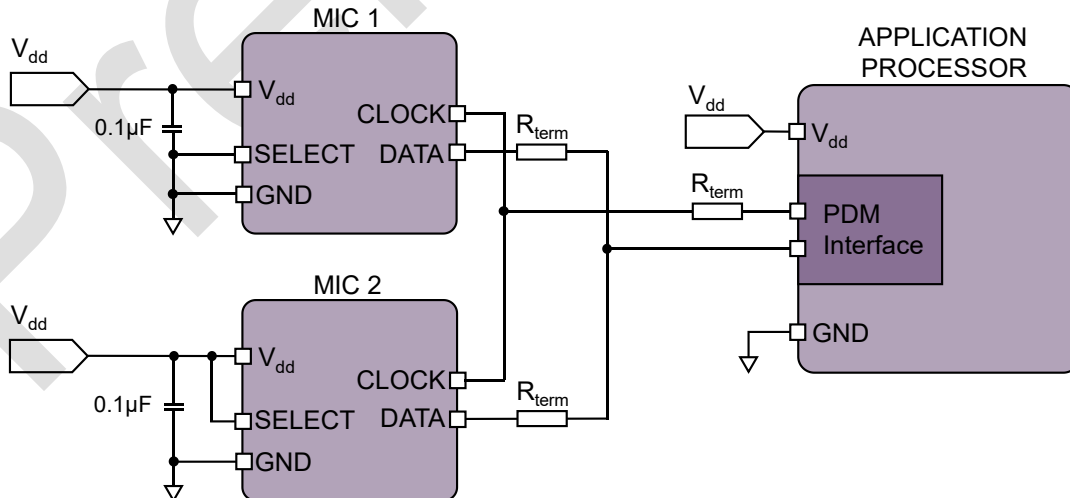 MIC 1
Vdd
Vdd
0.1µF
CLOCK
SELECT
DATA
GND
Rterm
APPLICATION
PROCESSOR
Vdd
Vdd
Rterm
PDM
Interface
GND
MIC 2
Vdd
Vdd
0.1µF
CLOCK
SELECT
DATA
GND
Rterm